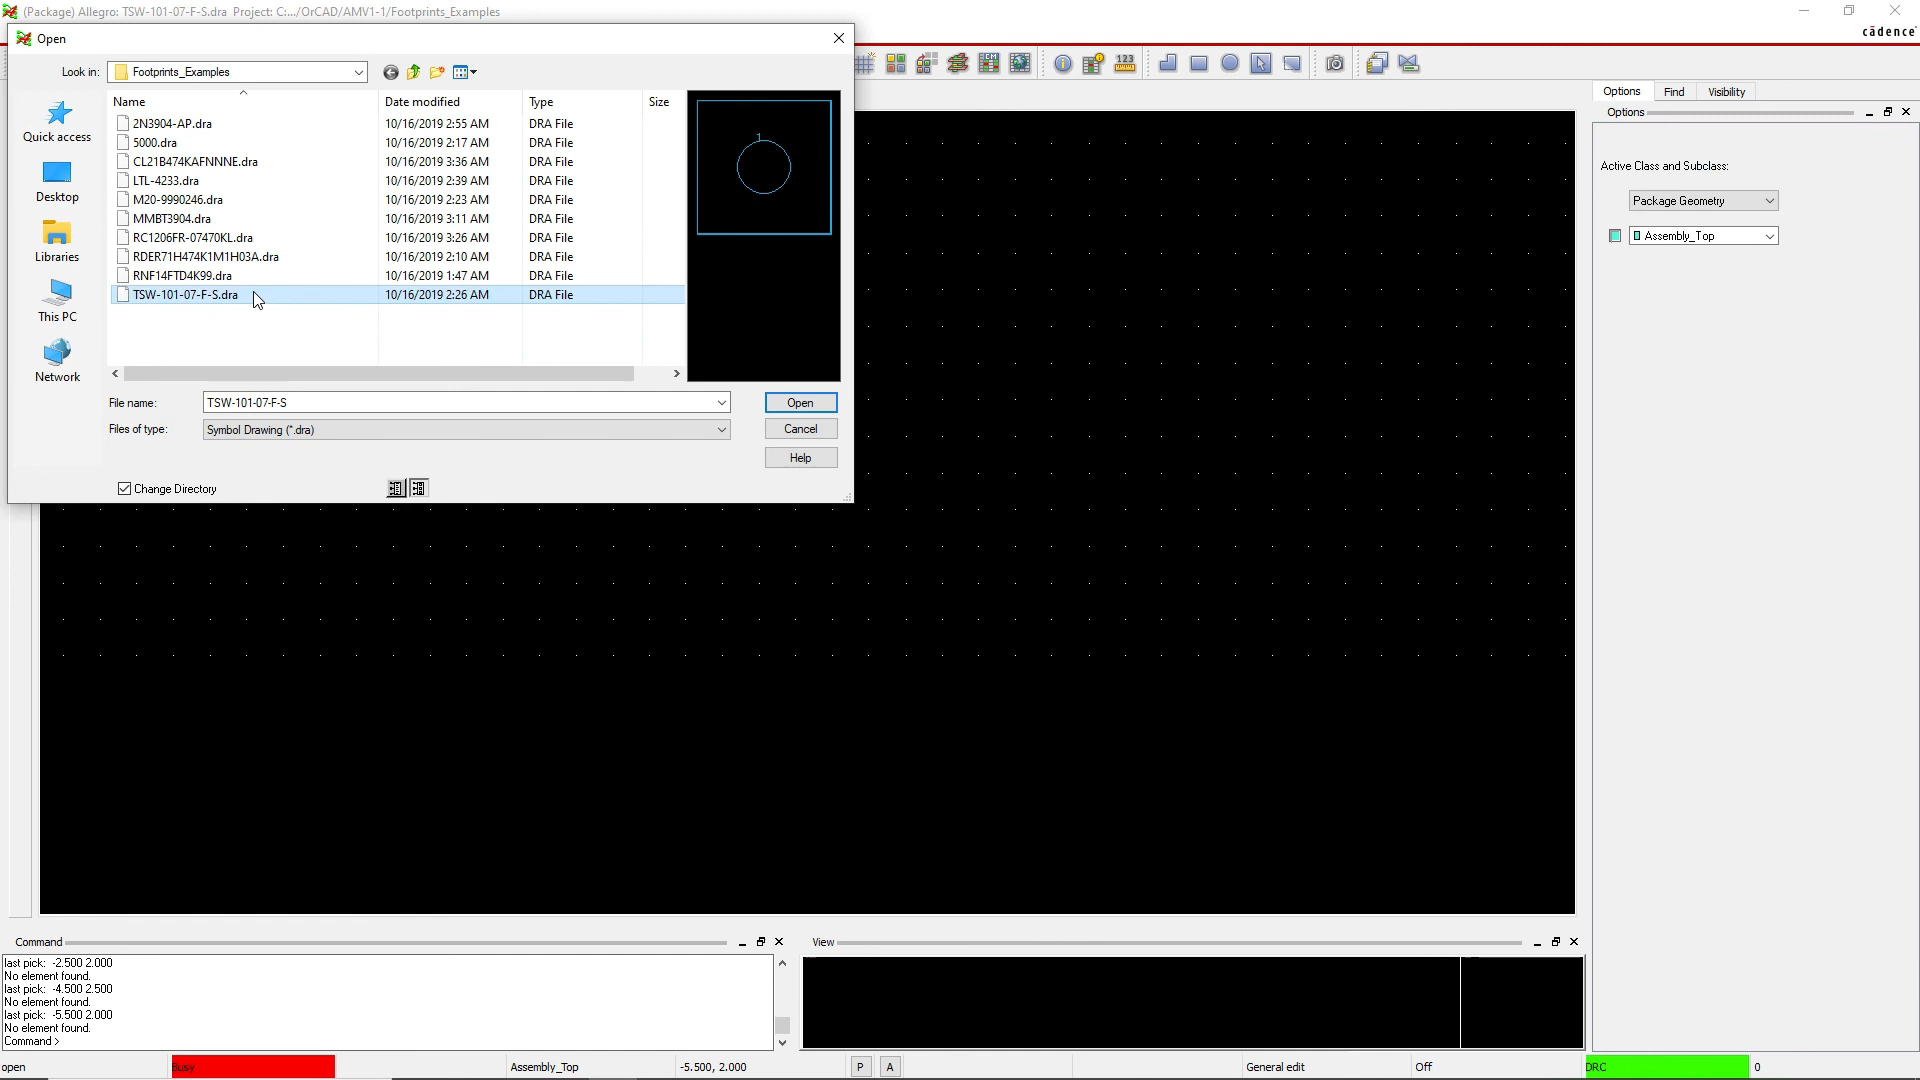 (Package) Allegro: TSW-101-07-F-S.dra  Project: C:.../OrCAD/AMV1-1/Footprints_Examples
cādence
Open
Look in: Footprints_Examples
Name Date modified Type Size
2N3904-AP.dra 10/16/2019 2:55 AM DRA File
5000.dra 10/16/2019 2:17 AM DRA File
CL21B474KAFNNNE.dra 10/16/2019 3:36 AM DRA File
LTL-4233.dra 10/16/2019 2:39 AM DRA File
M20-9990246.dra 10/16/2019 2:23 AM DRA File
MMBT3904.dra 10/16/2019 3:11 AM DRA File
RC1206FR-07470KL.dra 10/16/2019 3:26 AM DRA File
RDER71H474K1M1H03A.dra 10/16/2019 2:10 AM DRA File
RNF14FTD4K99.dra 10/16/2019 1:47 AM DRA File
TSW-101-07-F-S.dra 10/16/2019 2:26 AM DRA File
Quick access
Desktop
Libraries
This PC
Network
1
File name: TSW-101-07-F-S Open
Files of type: Symbol Drawing (*.dra) Cancel
Help
Change Directory
123
Options Find Visibility
Options
Active Class and Subclass:
Package Geometry
Assembly_Top
Command
last pick:  -2.500 2.000
No element found.
last pick:  -4.500 2.500
No element found.
last pick:  -5.500 2.000
No element found.
Command >
View
open Busy Assembly_Top -5.500, 2.000 P A General edit Off DRC 0